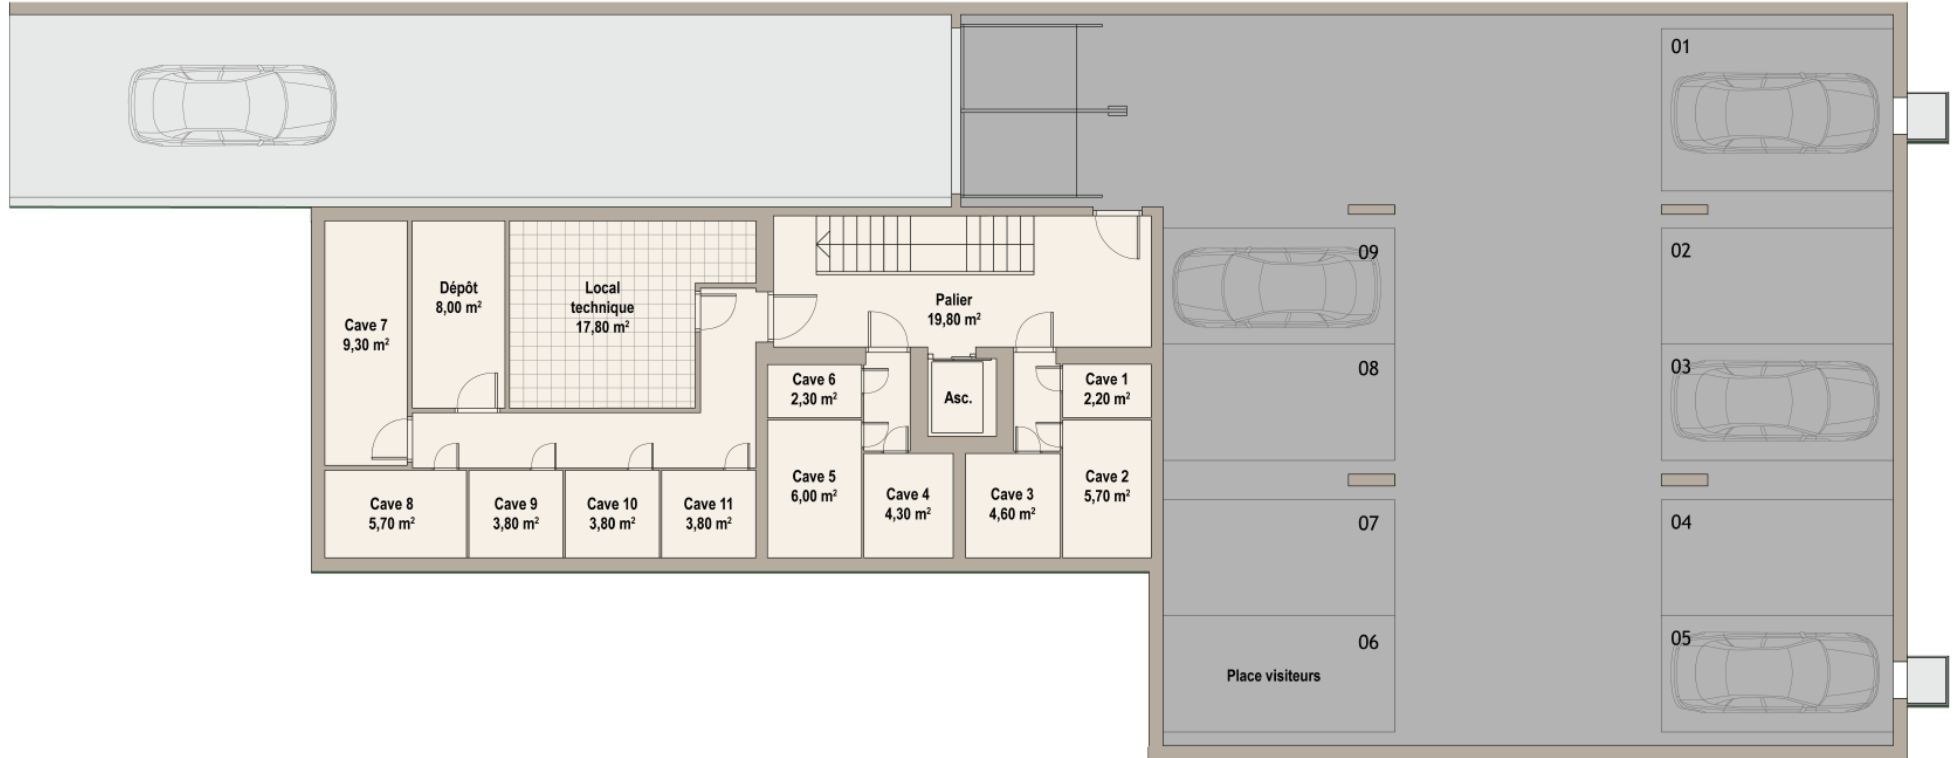 01
09
02
Dépôt
8,00 m²
Local
technique
17,80 m²
Palier
19,80 m²
Cave 7
9,30 m²
08
03
Cave 6
2,30 m²
Asc.
Cave 1
2,20 m²
Cave 5
6,00 m²
Cave 2
5,70 m²
Cave 8
5,70 m²
Cave 9
3,80 m²
Cave 10
3,80 m²
Cave 11
3,80 m²
Cave 4
4,30 m²
Cave 3
4,60 m²
07
04
06
05
Place visiteurs